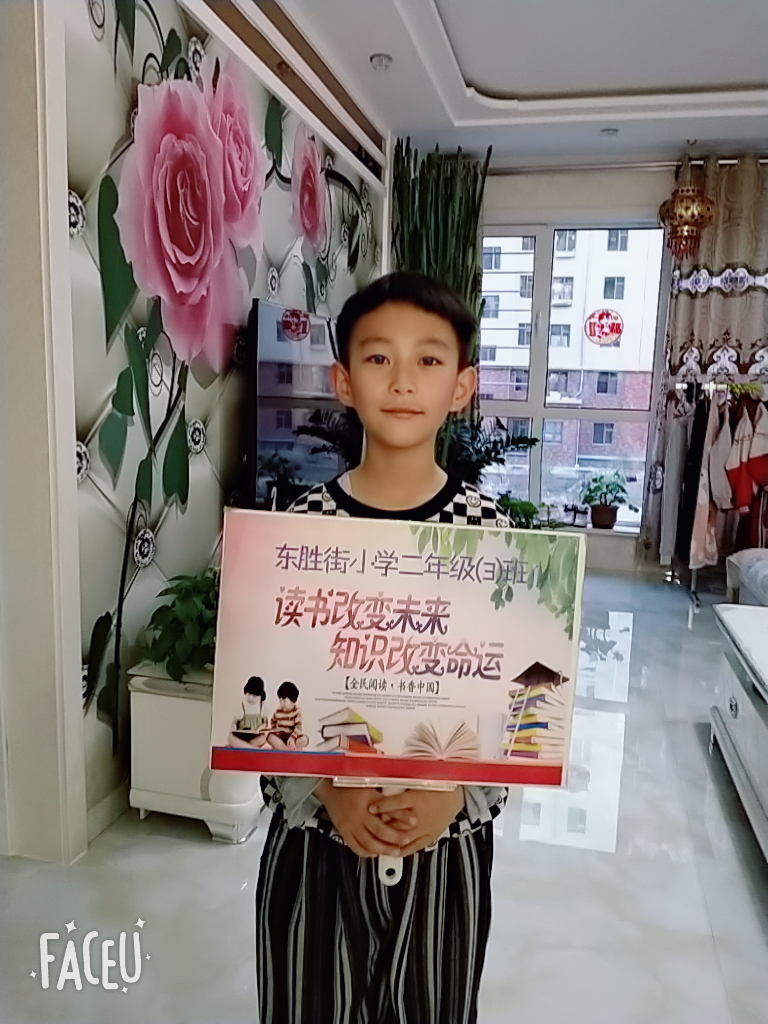 东胜街小学二年级(3)班
读书改变未来
知识改变命运
【全民阅读·书香中国】
FACEU